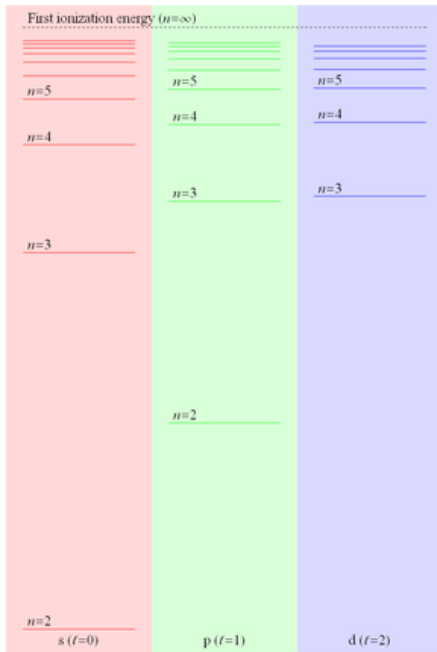 First ionization energy (n=∞)
n=5
n=4
n=3
n=2
s (ℓ=0)
n=5
n=4
n=3
n=2
p (ℓ=1)
n=5
n=4
n=3
d (ℓ=2)